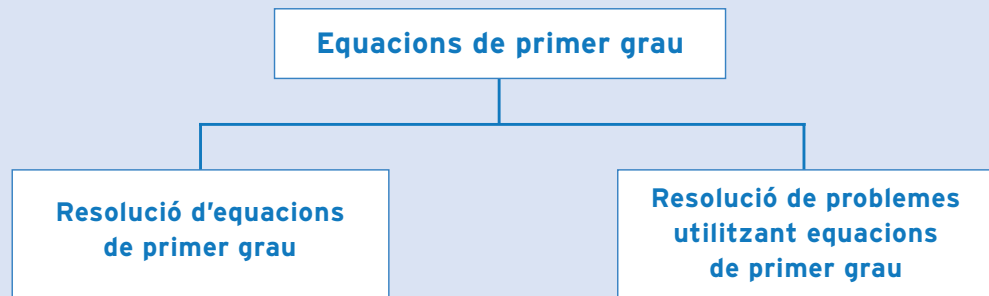 Equacions de primer grau
Resolució d’equacions
de primer grau
Resolució de problemes
utilitzant equacions
de primer grau